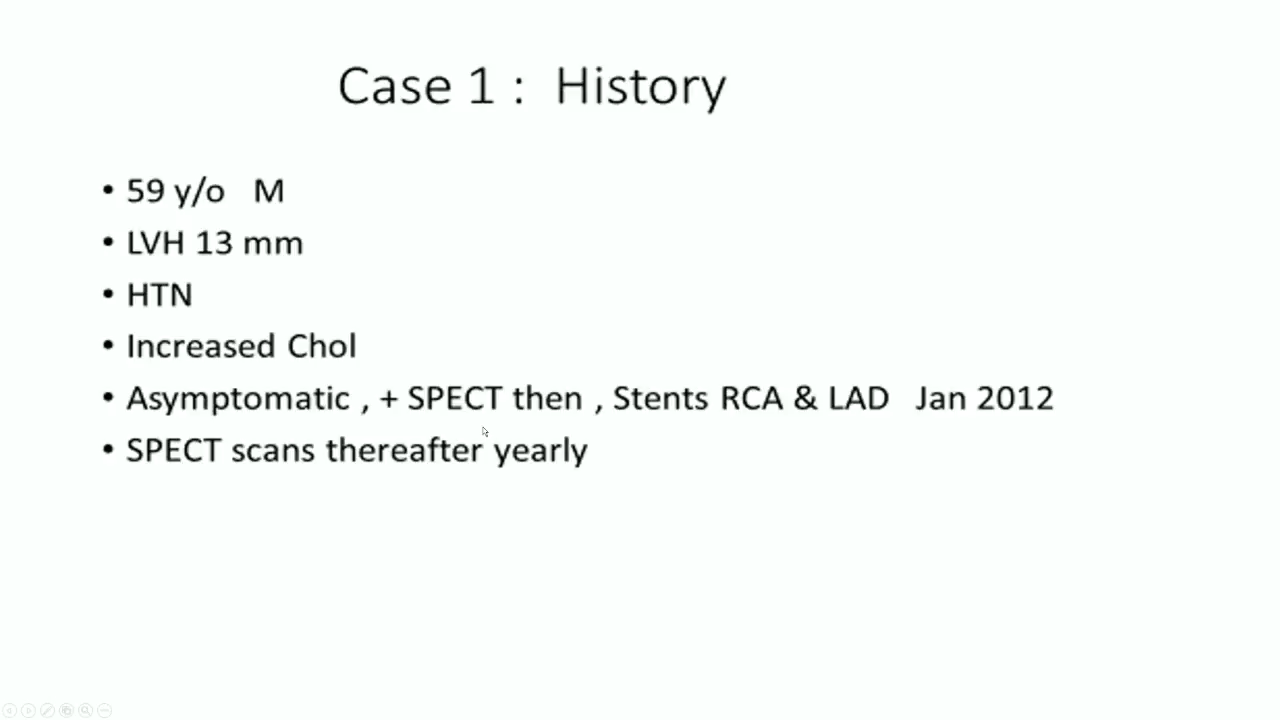 Case 1 : History
• 59 y/o M
• LVH 13 mm
• HTN
• Increased Chol
• Asymptomatic , + SPECT then , Stents RCA & LAD Jan 2012
• SPECT scans thereafter yearly